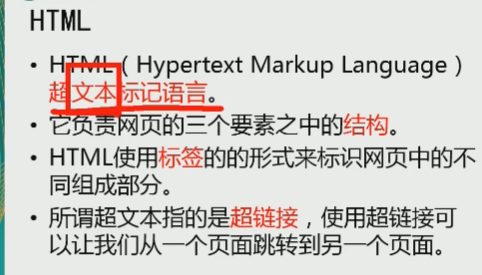 HTML
• HTML（Hypertext Markup Language）
超文本标记语言。
• 它负责网页的三个要素之中的结构。
• HTML使用标签的的形式来标识网页中的不
同组成部分。
• 所谓超文本指的是超链接，使用超链接可
以让我们从一个页面跳转到另一个页面。